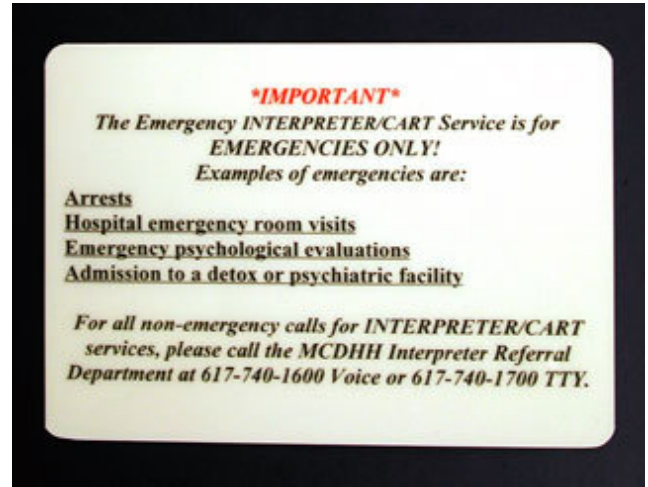 *IMPORTANT*
The Emergency INTERPRETER/CART Service is for
EMERGENCIES ONLY!
Examples of emergencies are:
Arrests
Hospital emergency room visits
Emergency psychological evaluations
Admission to a detox or psychiatric facility
For all non-emergency calls for INTERPRETER/CART
services, please call the MCDHH Interpreter Referral
Department at 617-740-1600 Voice or 617-740-1700 TTY.